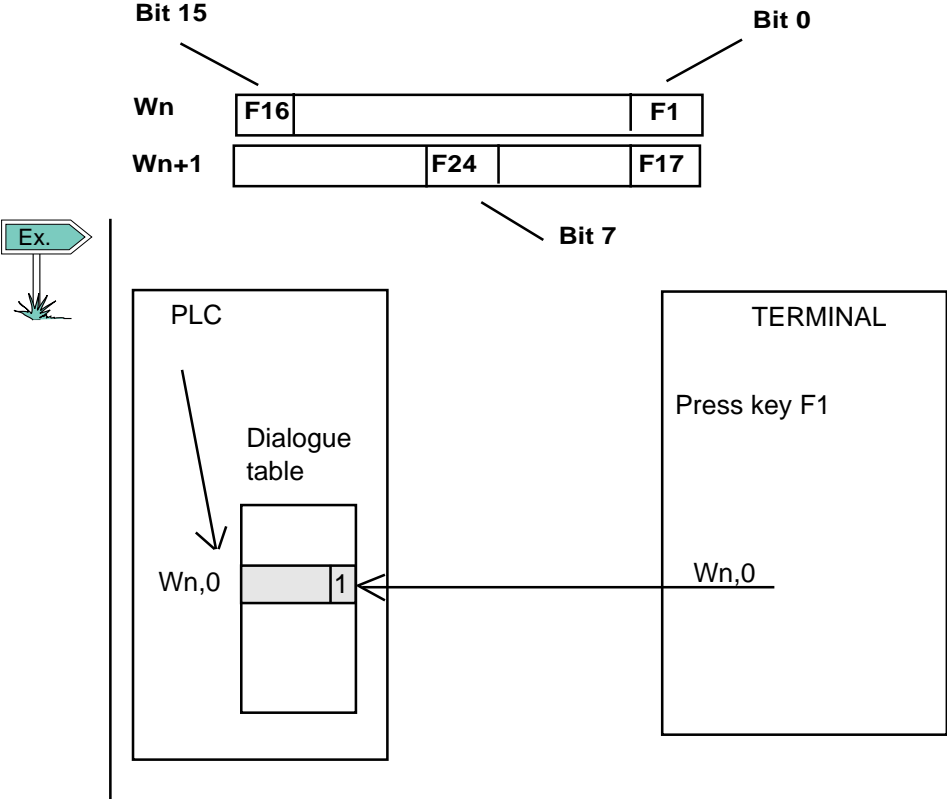 Bit 15
Bit 0
Wn
F16
F1
Wn+1
F24
F17
Bit 7
Ex.
PLC
TERMINAL
Press key F1
Dialogue
table
Wn,0
1
Wn,0